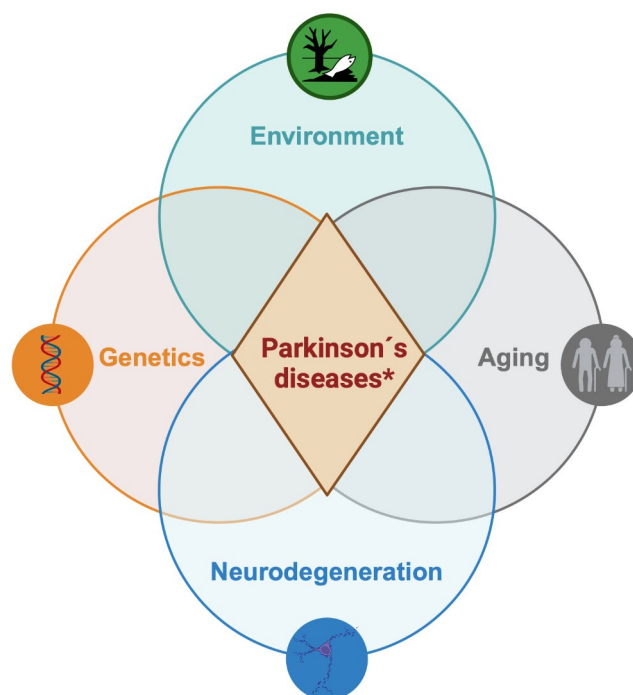 Environment
Genetics
Parkinson´s
diseases*
Aging
Neurodegeneration